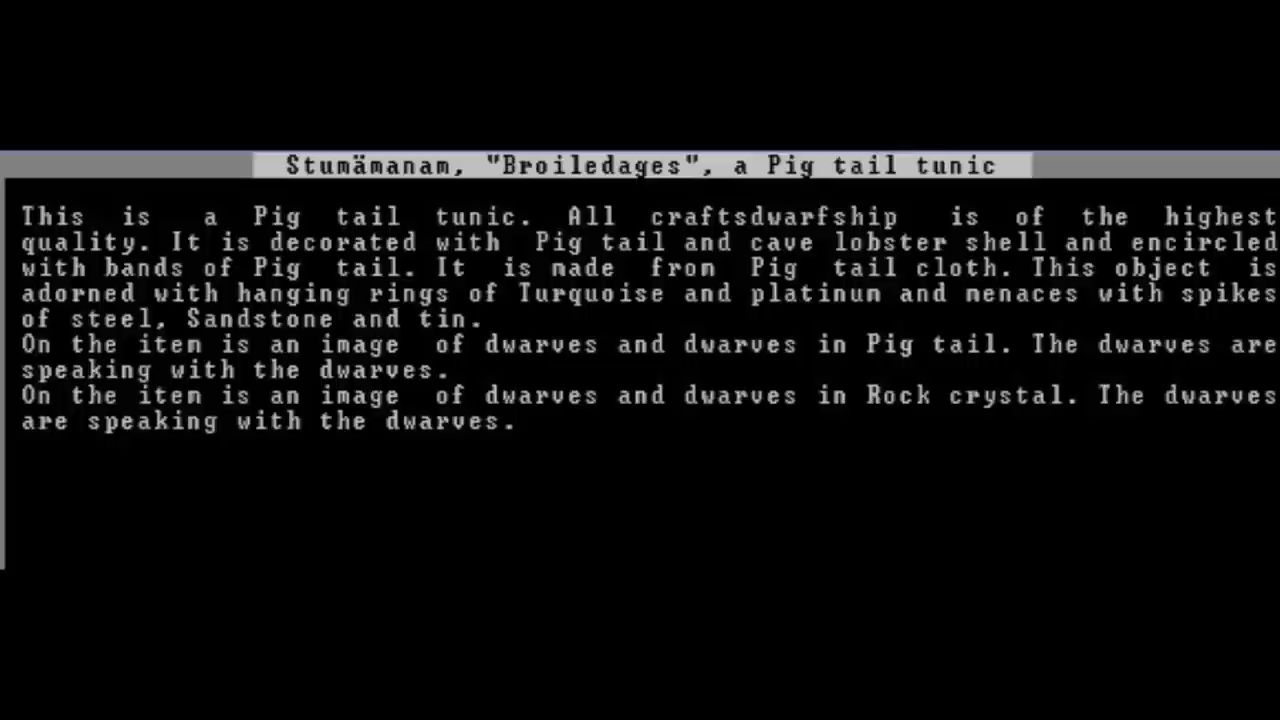 Stumämanam, "Broiledages", a Pig tail tunic
This is a Pig tail tunic. All craftsdwarfship is of the highest
quality. It is decorated with Pig tail and cave lobster shell and encircled
with bands of Pig tail. It is made from Pig tail cloth. This object is
adorned with hanging rings of Turquoise and platinum and menaces with spikes
of steel, Sandstone and tin.
On the item is an image of dwarves and dwarves in Pig tail. The dwarves are
speaking with the dwarves.
On the item is an image of dwarves and dwarves in Rock crystal. The dwarves
are speaking with the dwarves.